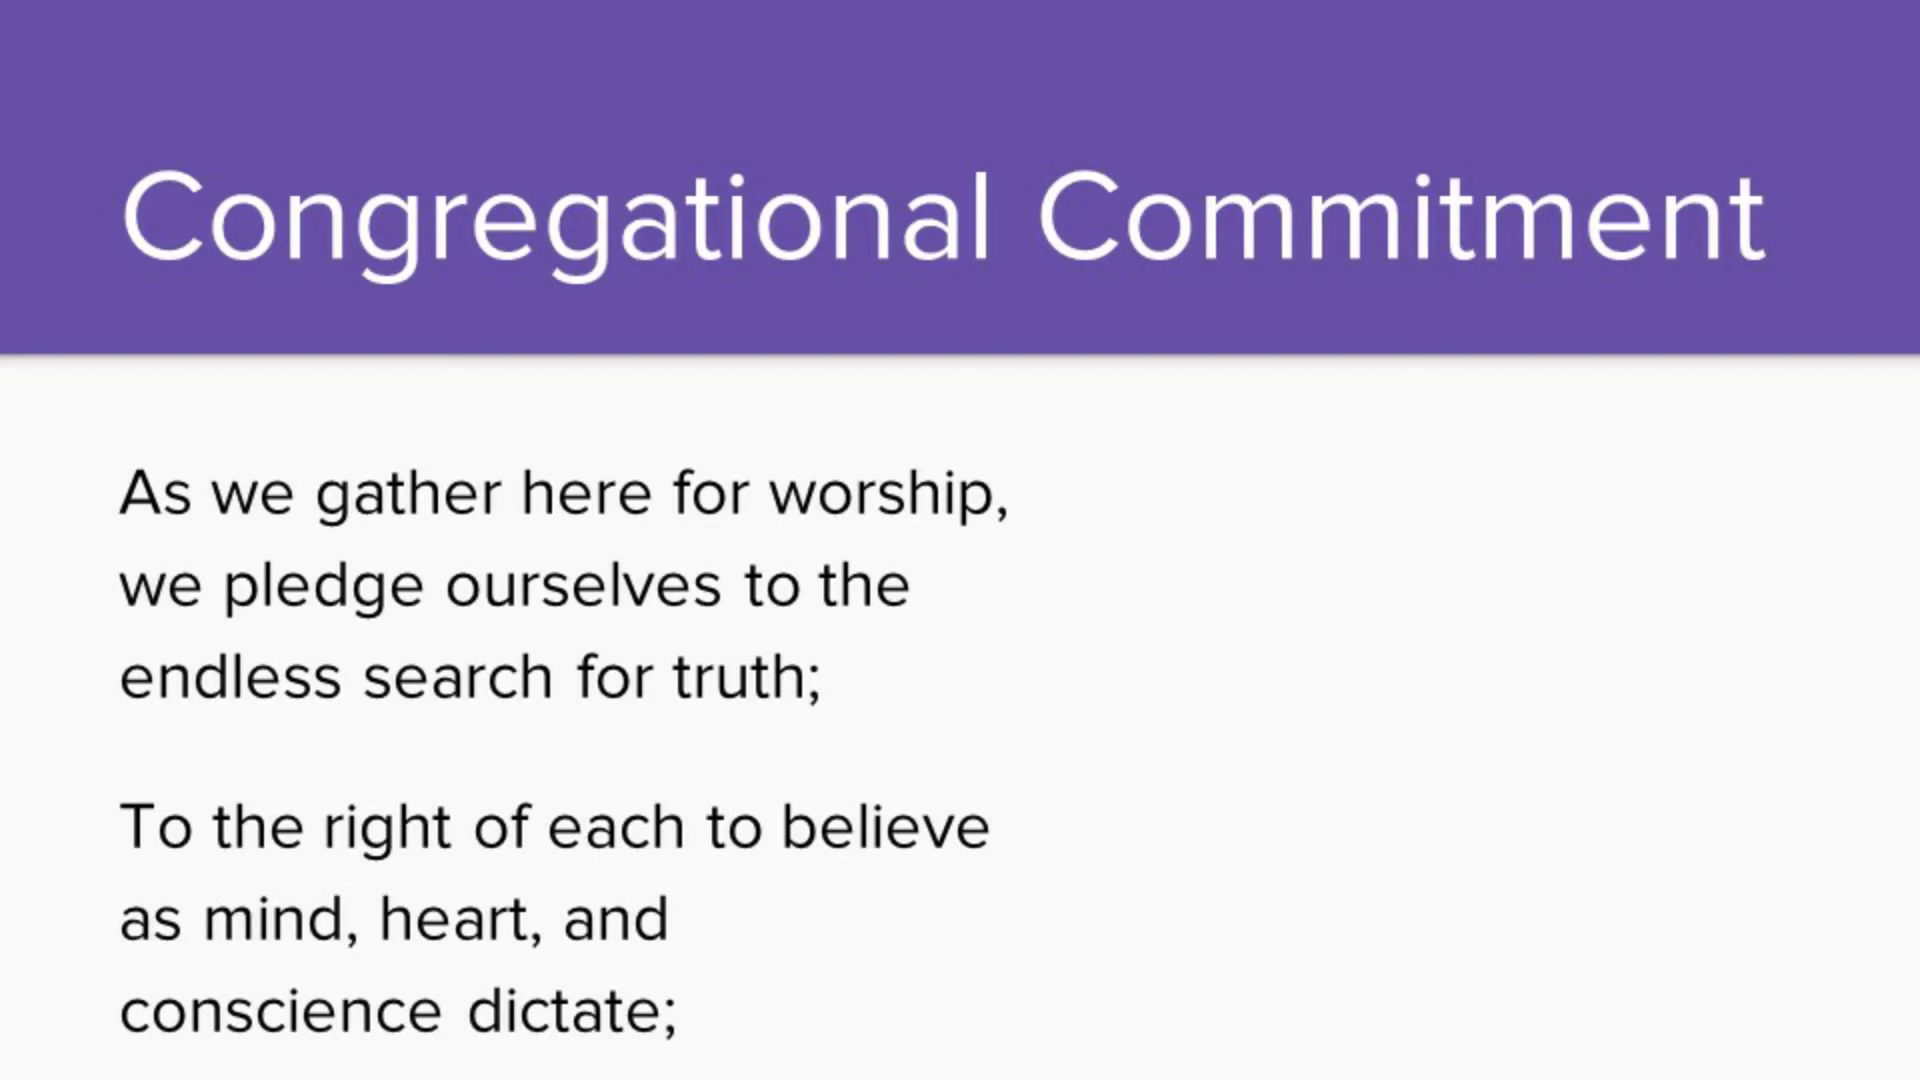 Congregational Commitment
As we gather here for worship,
we pledge ourselves to the
endless search for truth;
To the right of each to believe
as mind, heart, and
conscience dictate;